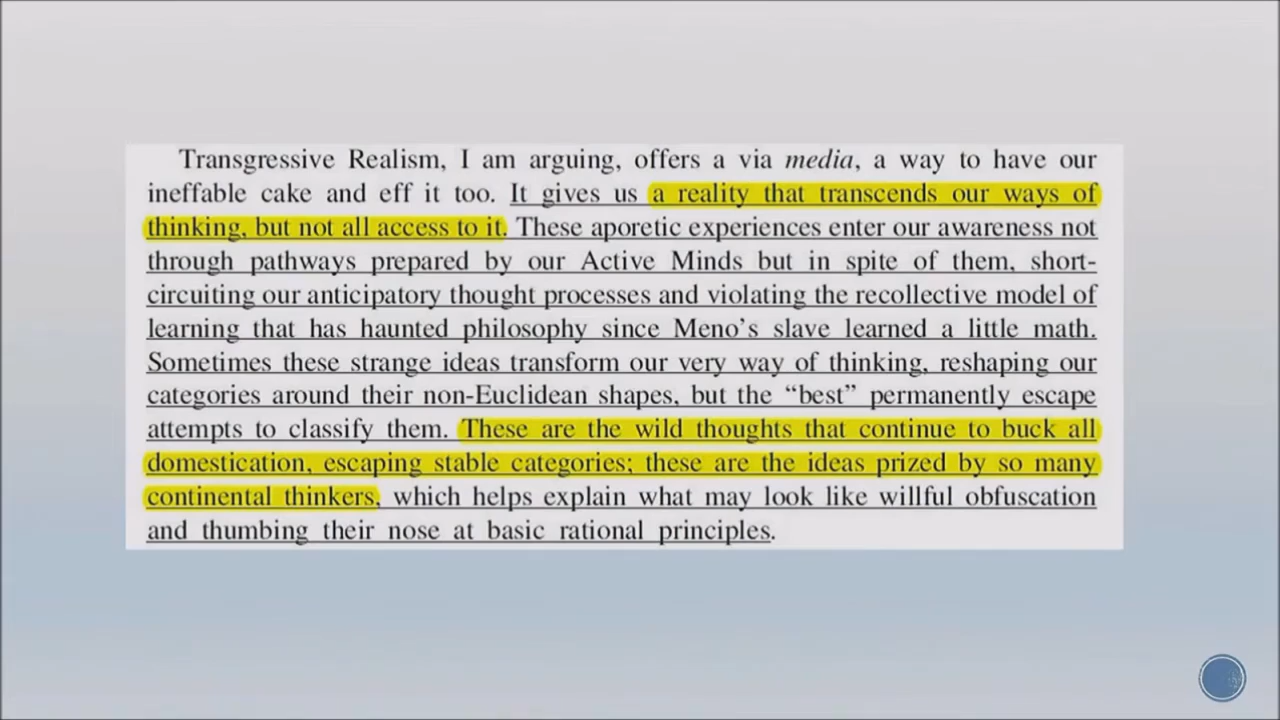 Transgressive Realism, I am arguing, offers a via media, a way to have our
ineffable cake and eff it too. It gives us a reality that transcends our ways of
thinking, but not all access to it. These aporetic experiences enter our awareness not
through pathways prepared by our Active Minds but in spite of them, short-
circuiting our anticipatory thought processes and violating the recollective model of
learning that has haunted philosophy since Meno's slave learned a little math.
Sometimes these strange ideas transform our very way of thinking, reshaping our
categories around their non-Euclidean shapes, but the “best” permanently escape
attempts to classify them. These are the wild thoughts that continue to buck all
domestication, escaping stable categories; these are the ideas prized by so many
continental thinkers, which helps explain what may look like willful obfuscation
and thumbing their nose at basic rational principles.